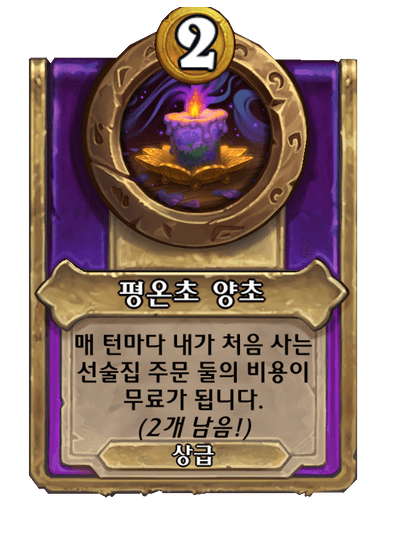 2
평온초 양초
매 턴마다 내가 처음 사는
선술집 주문 둘의 비용이
무료가 됩니다.
(2개 남음!)
상급